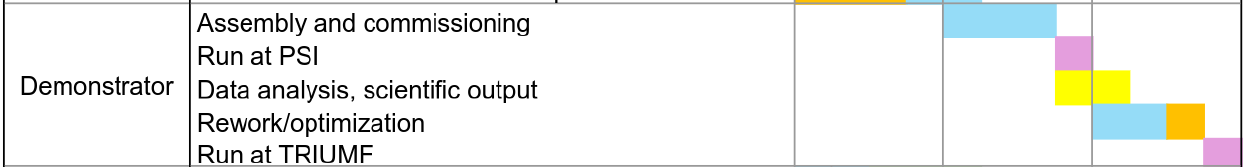 Assembly and commissioning
Run at PSI
Demonstrator
Data analysis, scientific output
Rework/optimization
Run at TRIUMF